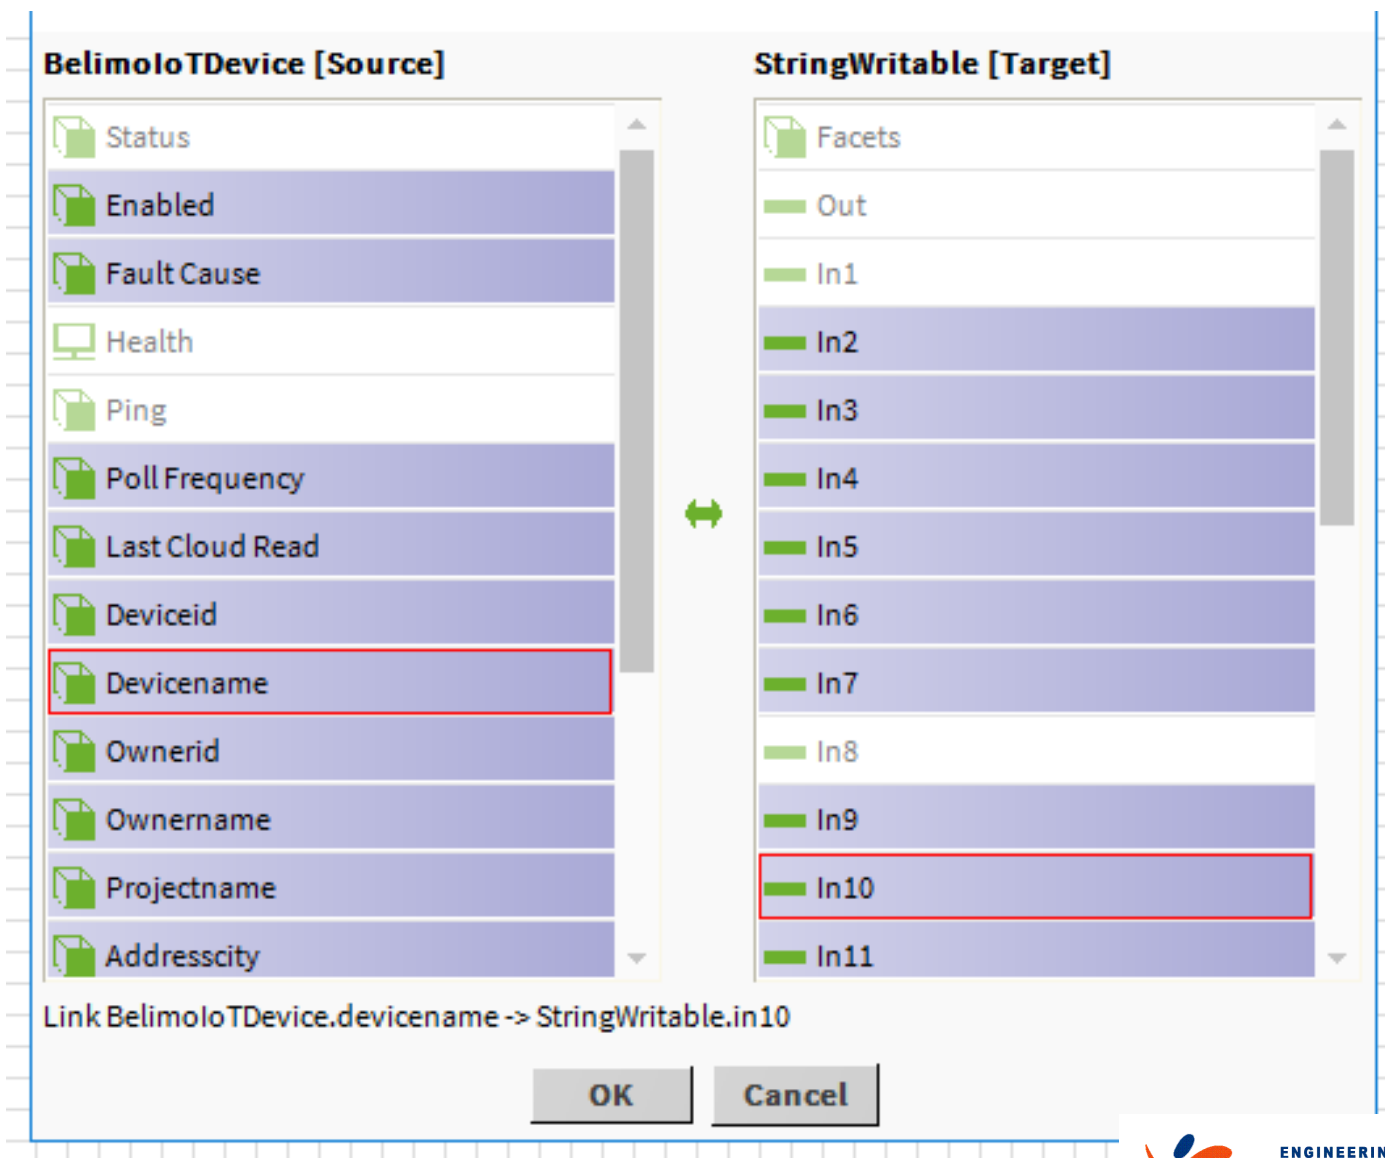 BelimoIoTDevice [Source]
Status
Enabled
Fault Cause
Health
Ping
Poll Frequency
Last Cloud Read
Deviceid
Devicename
Ownerid
Ownername
Projectname
Addresscity
StringWritable [Target]
Facets
Out
In1
In2
In3
In4
In5
In6
In7
In8
In9
In10
In11
Link BelimoIoTDevice.devicename -> StringWritable.in10
OK
Cancel